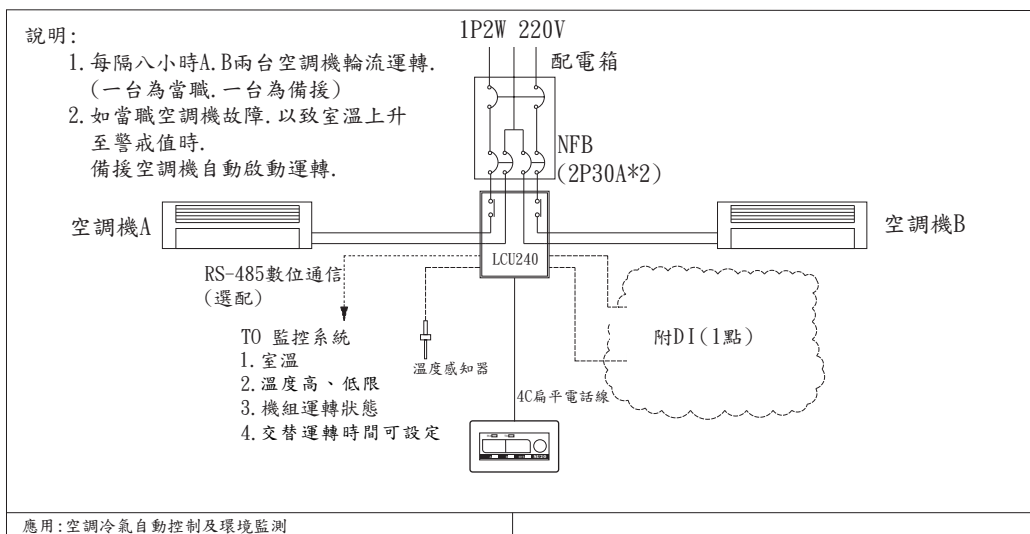 說明:
1.每隔八小時A.B兩台空調機輪流運轉.
(一台為當職.一台為備援)
2.如當職空調機故障.以致室溫上升
至警戒值時.
備援空調機自動啟動運轉.
1P2W 220V
配電箱
NFB
(2P30A*2)
空調機A
空調機B
LCU240
RS-485數位通信
(選配)
TO 監控系統
1.室溫
2.溫度高、低限
3.機組運轉狀態
4.交替運轉時間可設定
溫度感知器
附DI(1點)
4C扁平電話線
應用:空調冷氣自動控制及環境監測